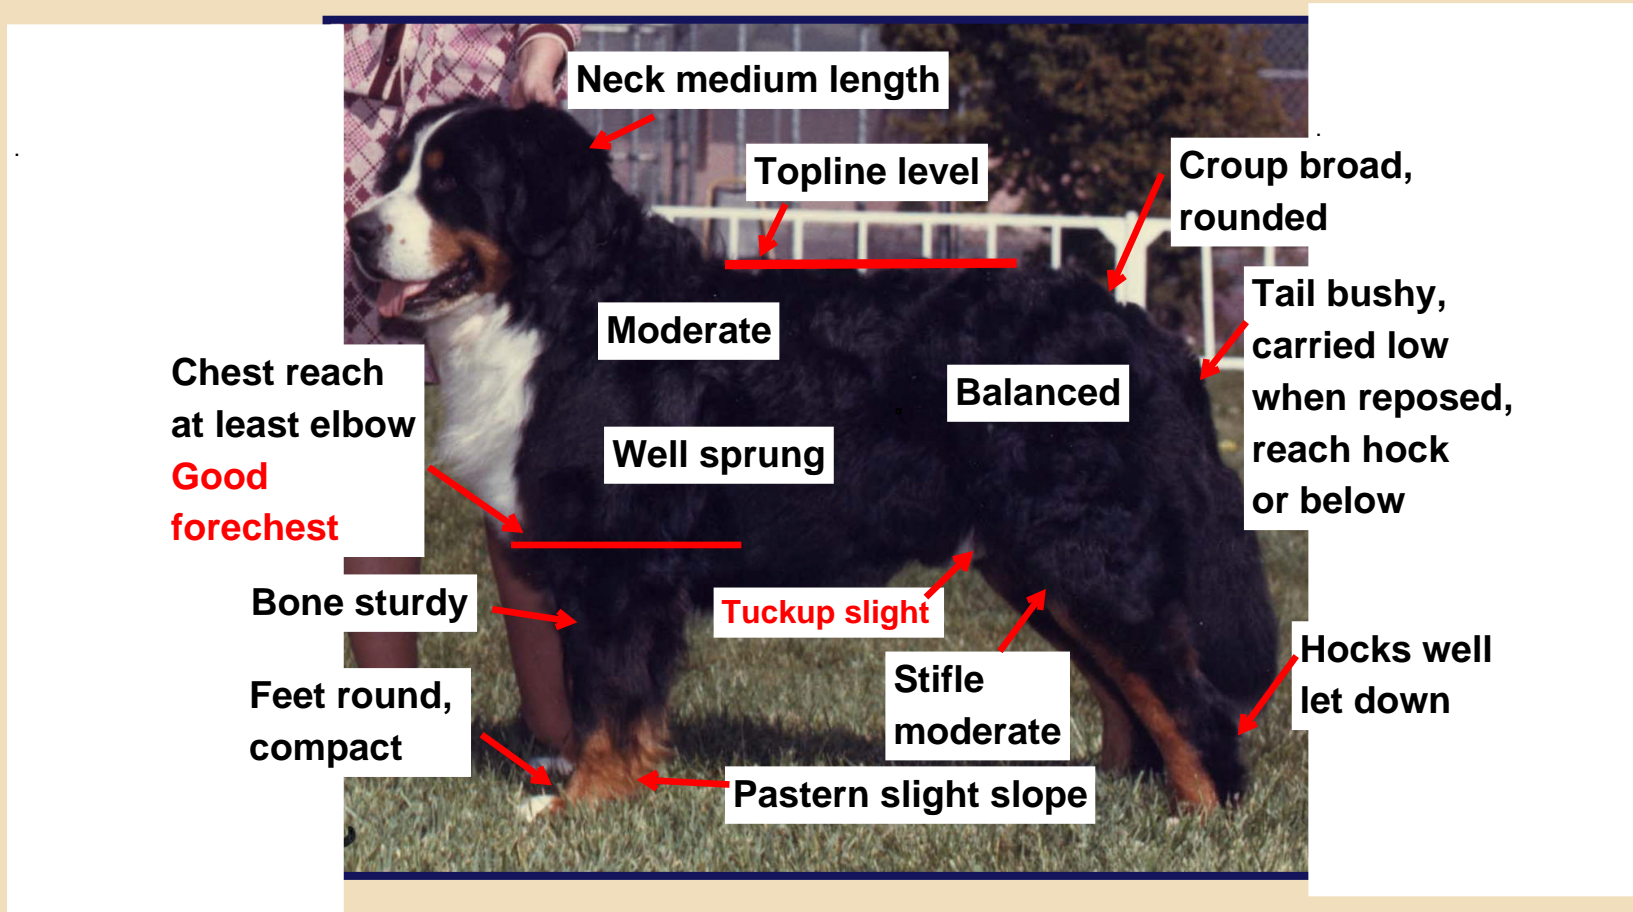 Neck medium length
Topline level
Croup broad,
rounded
Tail bushy,
carried low
when reposed,
reach hock
or below
Moderate
Balanced
Well sprung
Chest reach
at least elbow
Good
forechest
Bone sturdy
Tuckup slight
Stifle
moderate
Hocks well
let down
Feet round,
compact
Pastern slight slope